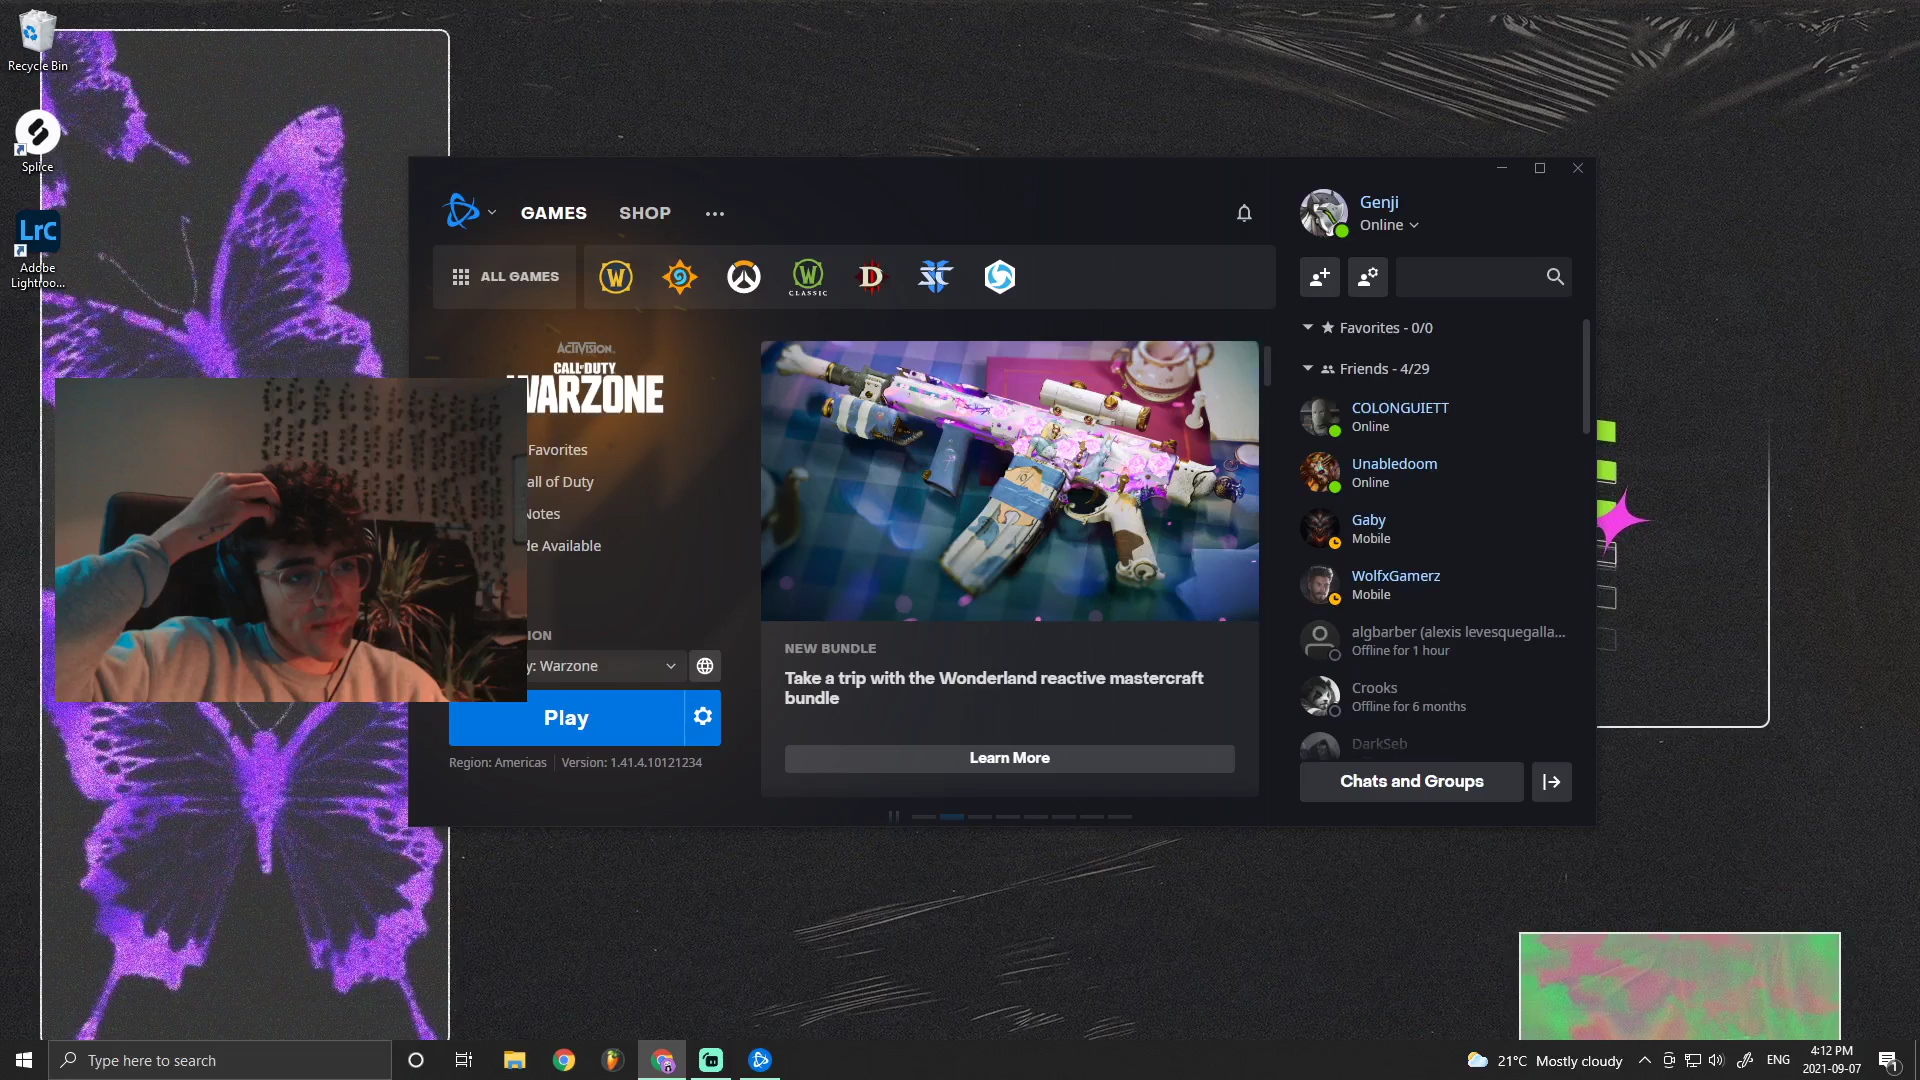 Recycle Bin
Splice
LrC
Adobe
Lightroo...
GAMES
SHOP
ALL GAMES
W
W
CLASSIC
D
ACTIVISION
CALL OF DUTY
WARZONE
Favorites
all of Duty
Notes
de Available
ION
y: Warzone
Play
Region: Americas
Version: 1.41.4.10121234
NEW BUNDLE
Take a trip with the Wonderland reactive mastercraft
bundle
Learn More
Genji
Online
Favorites - 0/0
Friends - 4/29
COLONGUIETT
Online
Unabledoom
Online
Gaby
Mobile
WolfxGamerz
Mobile
algbarber (alexis levesquegalla...
Offline for 1 hour
Crooks
Offline for 6 months
DarkSeb
Chats and Groups
Type here to search
21°C Mostly cloudy
ENG
4:12 PM
2021-09-07
1